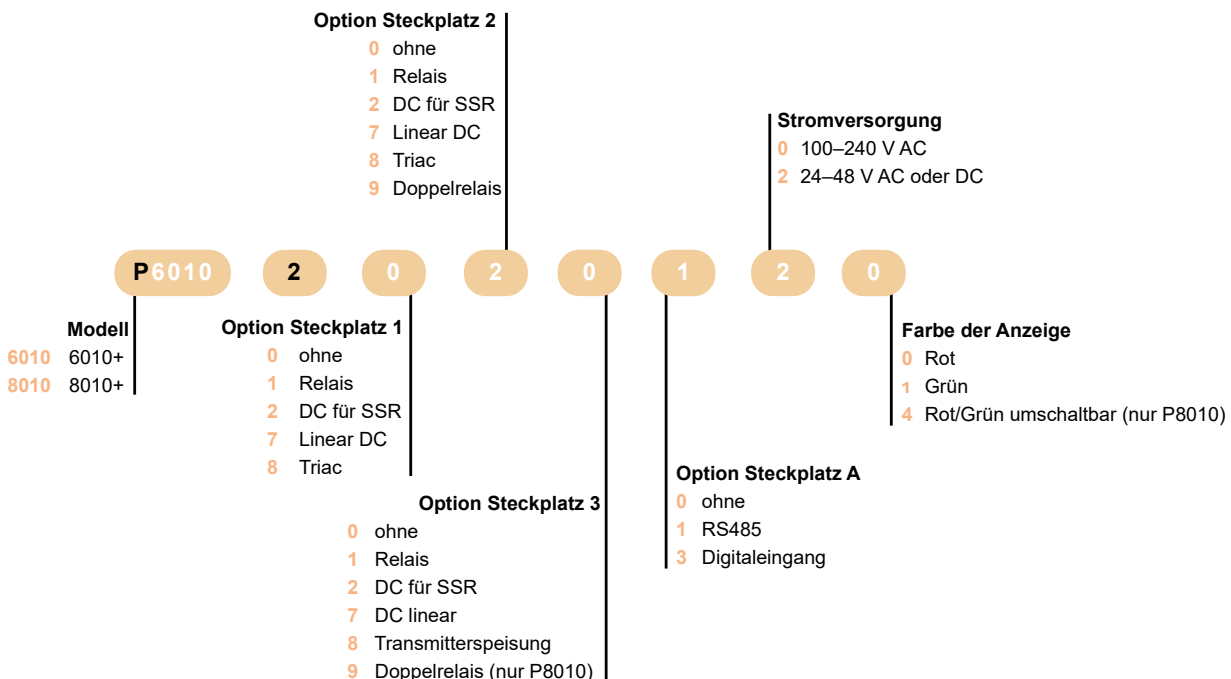 Option Steckplatz 2
0 ohne
1 Relais
2 DC für SSR
7 Linear DC
8 Triac
9 Doppelrelais
Stromversorgung
0 100–240 V AC
2 24–48 V AC oder DC
P6010 2 0 2 0 1 2 0
Modell
6010 6010+
8010 8010+
Option Steckplatz 1
0 ohne
1 Relais
2 DC für SSR
7 Linear DC
8 Triac
Option Steckplatz 3
0 ohne
1 Relais
2 DC für SSR
7 DC linear
8 Transmitterspeisung
9 Doppelrelais (nur P8010)
Option Steckplatz A
0 ohne
1 RS485
3 Digitaleingang
Farbe der Anzeige
0 Rot
1 Grün
4 Rot/Grün umschaltbar (nur P8010)